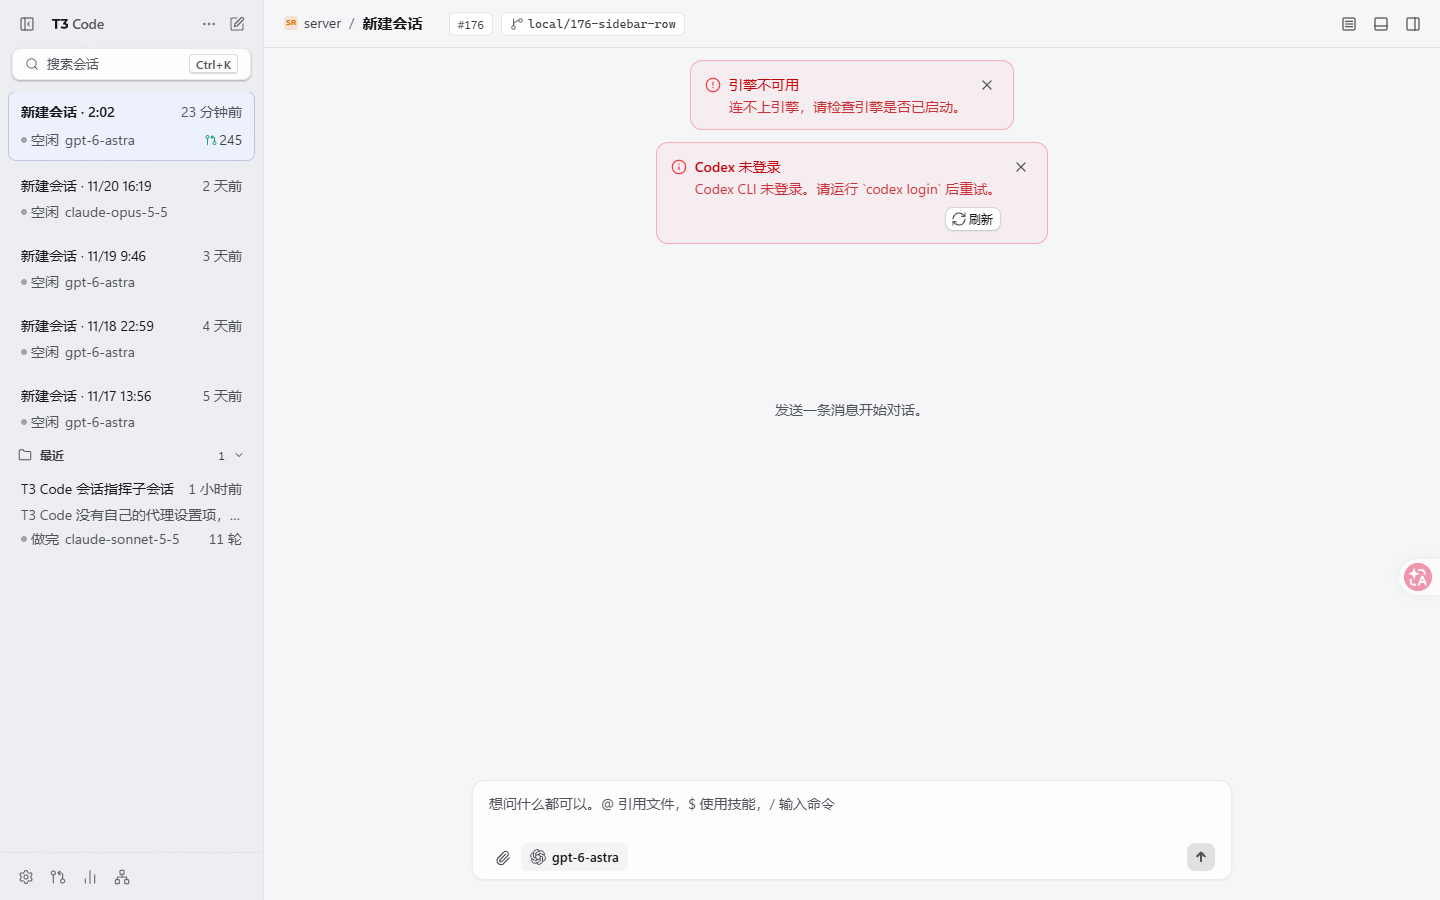 T3 Code
搜索会话
Ctrl+K
新建会话 · 2:02
23 分钟前
空闲 gpt-6-astra
245
新建会话 · 11/20 16:19
2 天前
空闲 claude-opus-5-5
新建会话 · 11/19 9:46
3 天前
空闲 gpt-6-astra
新建会话 · 11/18 22:59
4 天前
空闲 gpt-6-astra
新建会话 · 11/17 13:56
5 天前
空闲 gpt-6-astra
最近
1
T3 Code 会话指挥子会话
1 小时前
T3 Code 没有自己的代理设置项，...
做完 claude-sonnet-5-5
11 轮
SR server / 新建会话
#176
local/176-sidebar-row
引擎不可用
连不上引擎，请检查引擎是否已启动。
Codex 未登录
Codex CLI 未登录。请运行 `codex login` 后重试。
刷新
发送一条消息开始对话。
想问什么都可以。@ 引用文件，$ 使用技能，/ 输入命令
gpt-6-astra